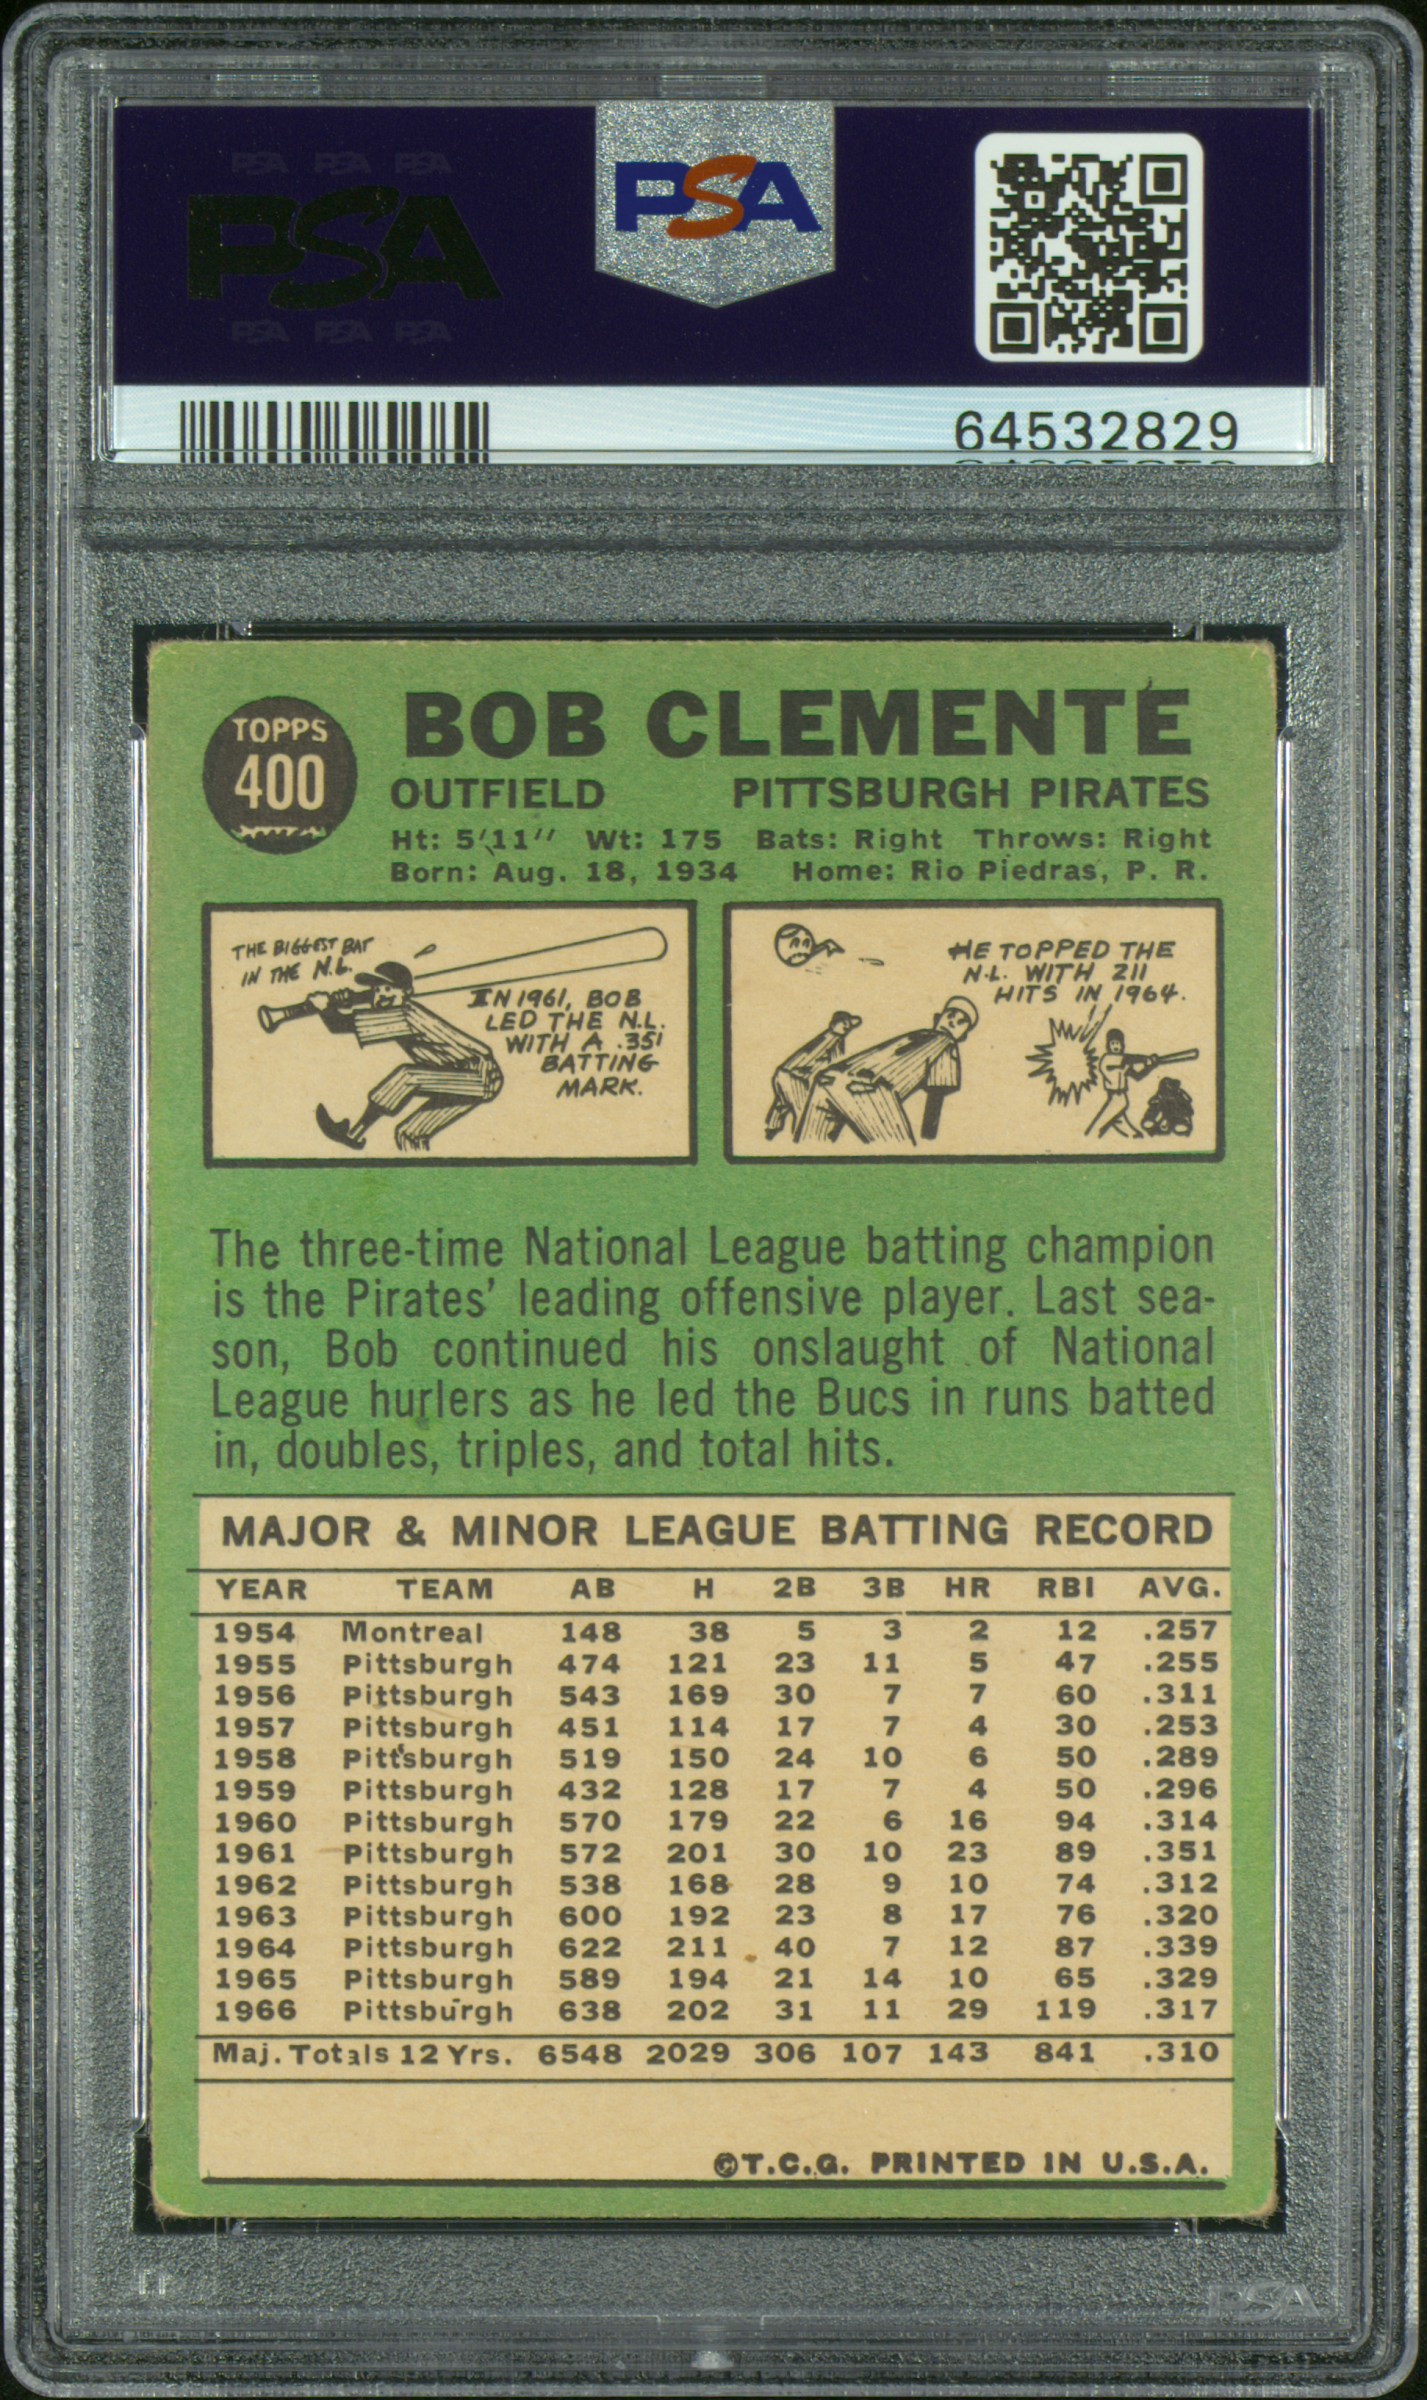 PSA PSA PSA
PSA
PSA PSA PSA
PSA
64532829
TOPPS
400
BOB CLEMENTE
OUTFIELD PITTSBURGH PIRATES
Ht: 5'11" Wt: 175 Bats: Right Throws: Right
Born: Aug. 18, 1934 Home: Rio Piedras, P. R.
THE BIGGEST BAT
IN THE N.L.
IN 1961, BOB
LED THE N.L.
WITH A .351
BATTING
MARK.
HE TOPPED THE
N.L. WITH 211
HITS IN 1964.
The three-time National League batting champion
is the Pirates' leading offensive player. Last sea-
son, Bob continued his onslaught of National
League hurlers as he led the Bucs in runs batted
in, doubles, triples, and total hits.
MAJOR & MINOR LEAGUE BATTING RECORD
YEAR TEAM AB H 2B 3B HR RBI AVG.
1954 Montreal 148 38 5 3 2 12 .257
1955 Pittsburgh 474 121 23 11 5 47 .255
1956 Pittsburgh 543 169 30 7 7 60 .311
1957 Pittsburgh 451 114 17 7 4 30 .253
1958 Pittsburgh 519 150 24 10 6 50 .289
1959 Pittsburgh 432 128 17 7 4 50 .296
1960 Pittsburgh 570 179 22 6 16 94 .314
1961 Pittsburgh 572 201 30 10 23 89 .351
1962 Pittsburgh 538 168 28 9 10 74 .312
1963 Pittsburgh 600 192 23 8 17 76 .320
1964 Pittsburgh 622 211 40 7 12 87 .339
1965 Pittsburgh 589 194 21 14 10 65 .329
1966 Pittsburgh 638 202 31 11 29 119 .317
Maj. Totals 12 Yrs. 6548 2029 306 107 143 841 .310
©T.C.G. PRINTED IN U.S.A.
PSA